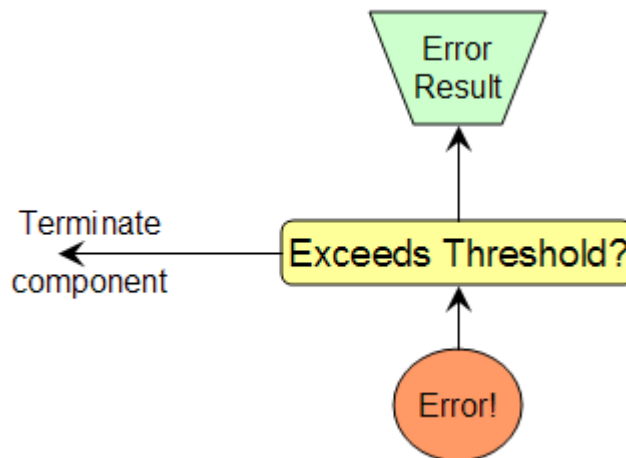 Error
Result
Terminate
component
Exceeds Threshold?
Error!